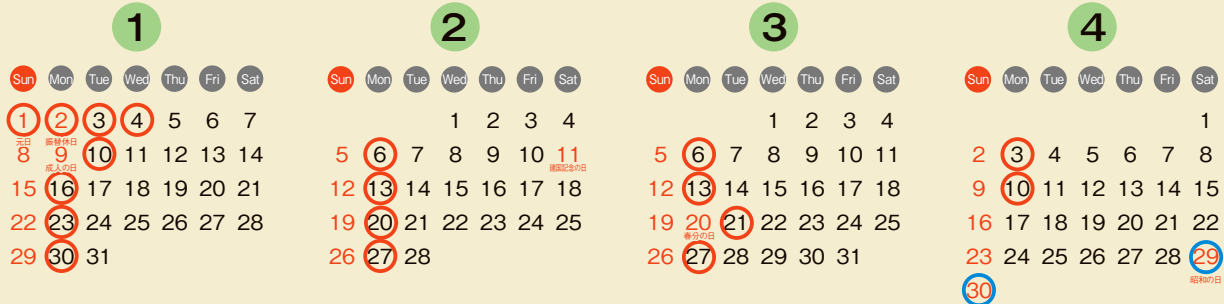 1
Sun Mon Tue Wed Thu Fri Sat
1 2 3 4 5 6 7
元日 振替休日
8 9 10 11 12 13 14
成人の日
15 16 17 18 19 20 21
22 23 24 25 26 27 28
29 30 31
2
Sun Mon Tue Wed Thu Fri Sat
1 2 3 4
5 6 7 8 9 10 11
建国記念の日
12 13 14 15 16 17 18
19 20 21 22 23 24 25
26 27 28
3
Sun Mon Tue Wed Thu Fri Sat
1 2 3 4
5 6 7 8 9 10 11
12 13 14 15 16 17 18
19 20 21 22 23 24 25
春分の日
26 27 28 29 30 31
4
Sun Mon Tue Wed Thu Fri Sat
1
2 3 4 5 6 7 8
9 10 11 12 13 14 15
16 17 18 19 20 21 22
23 24 25 26 27 28 29
昭和の日
30